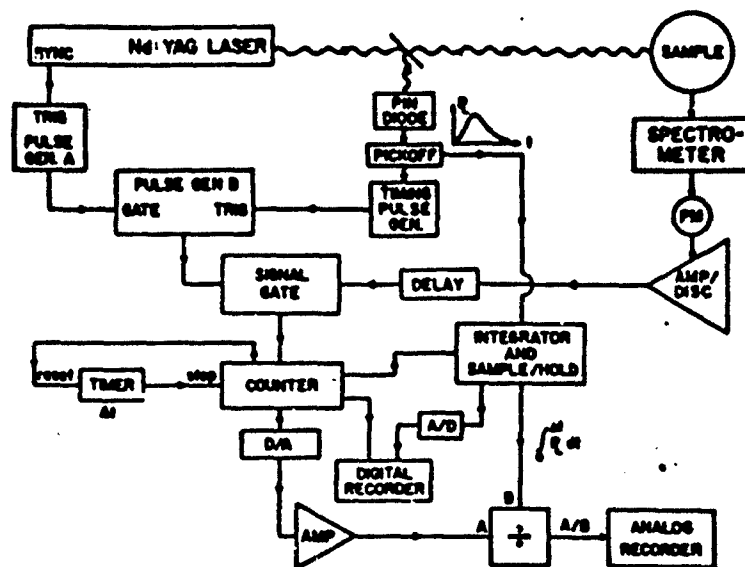 SYNC
Nd:YAG LASER
SAMPLE
TRIG
PULSE
GEN. A
PIN
DIODE
PICKOFF
SPECTRO-
METER
PULSE GEN B
GATE
TRIG
TIMING
PULSE
GEN.
PM
SIGNAL
GATE
DELAY
AMP/
DISC
INTEGRATOR
AND
SAMPLE/HOLD
reset
TIMER
stop
COUNTER
Δt
D/A
A/D
DIGITAL
RECORDER
B
AMP
A
÷
A/B
ANALOG
RECORDER